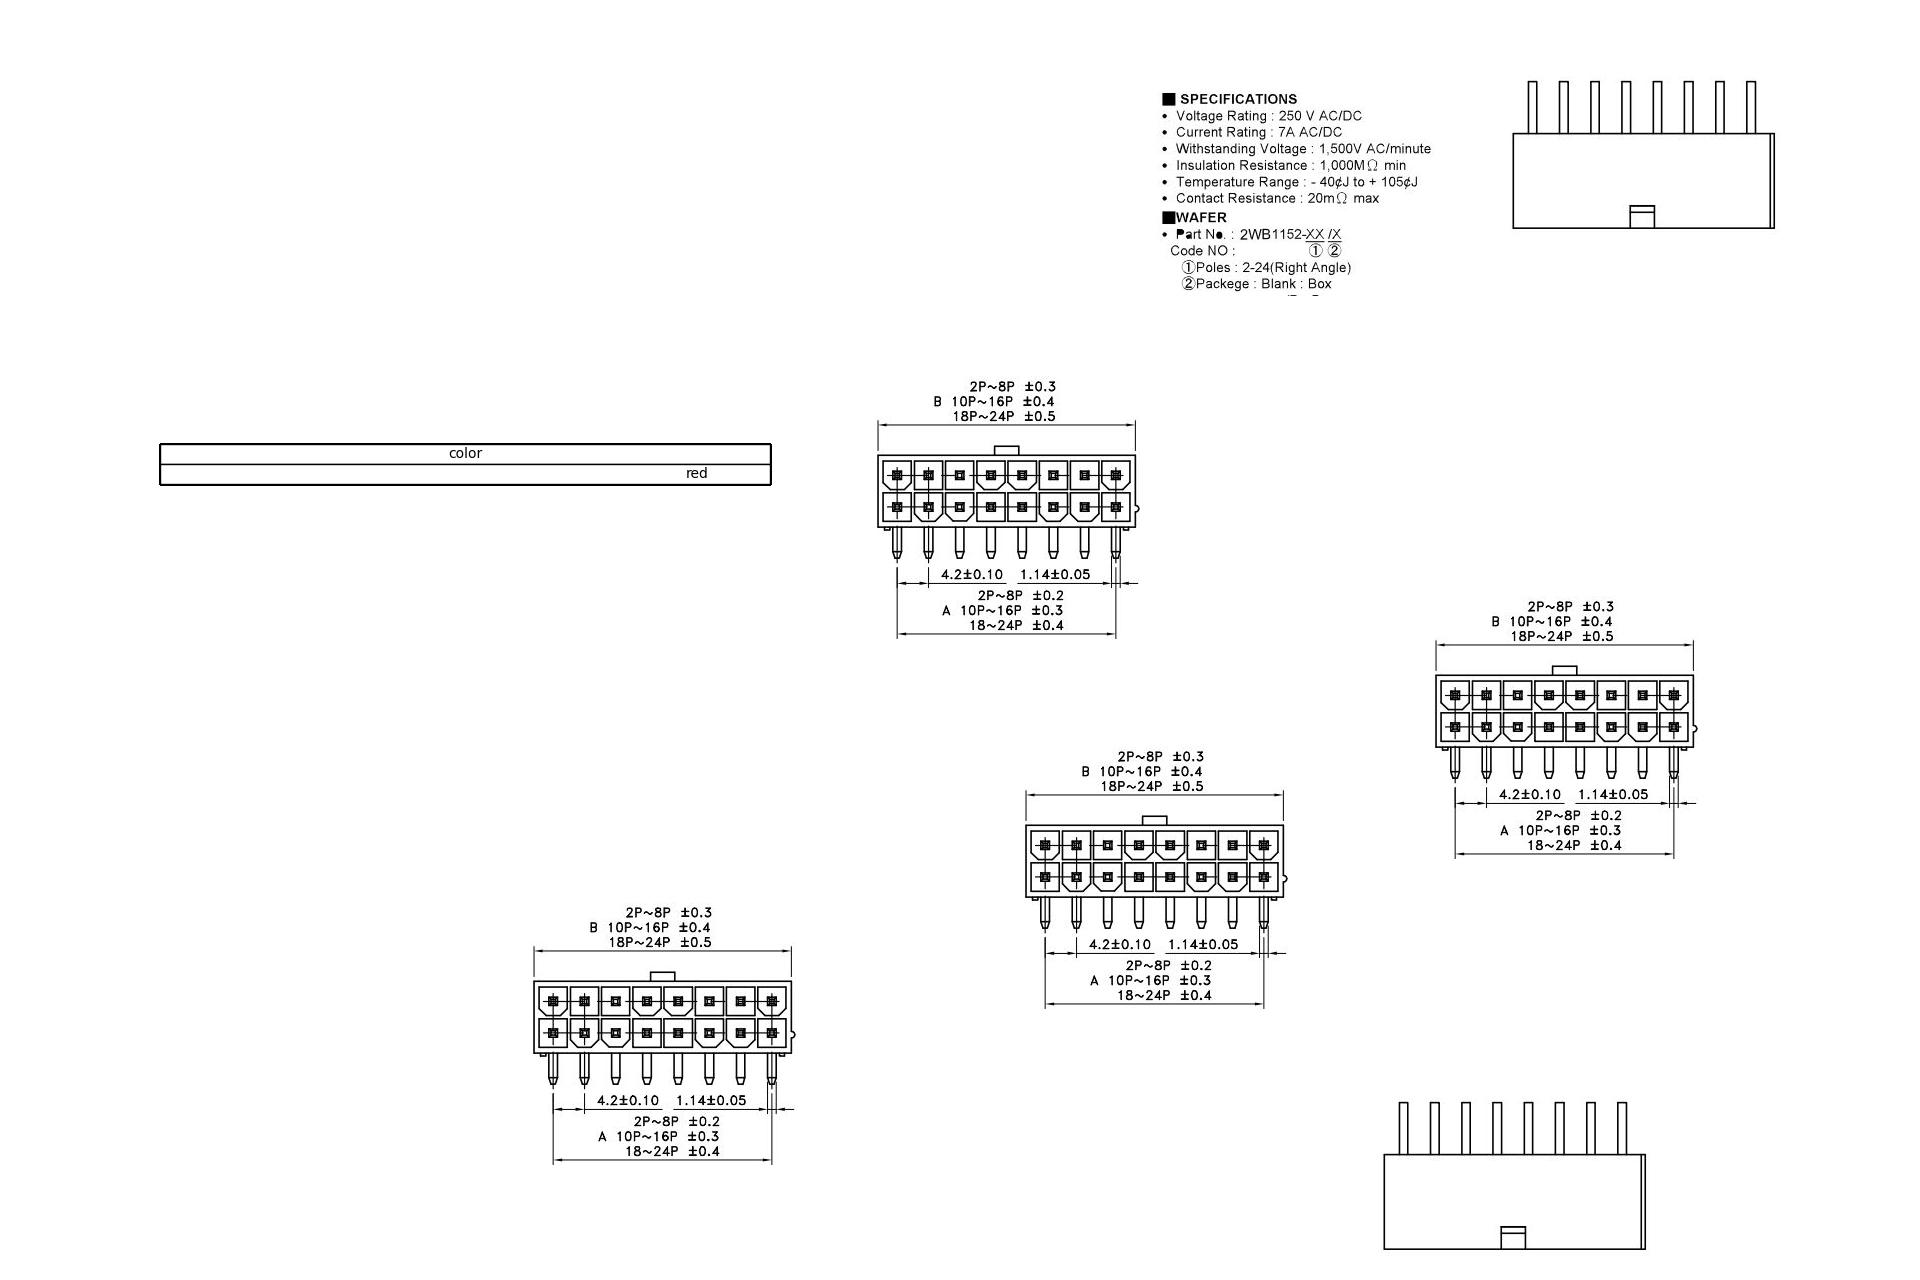 ■ SPECIFICATIONS
• Voltage Rating : 250 V AC/DC
• Current Rating : 7A AC/DC
• Withstanding Voltage : 1,500V AC/minute
• Insulation Resistance : 1,000MΩ min
• Temperature Range : - 40¢J to + 105¢J
• Contact Resistance : 20mΩ max
■WAFER
• Part No. : 2WB1152-XX /X
Code NO : ① ②
①Poles : 2-24(Right Angle)
②Packege : Blank : Box
2P~8P ±0.3
B 10P~16P ±0.4
18P~24P ±0.5
color
red
4.2±0.10 1.14±0.05
2P~8P ±0.2
A 10P~16P ±0.3
18~24P ±0.4
2P~8P ±0.3
B 10P~16P ±0.4
18P~24P ±0.5
4.2±0.10 1.14±0.05
2P~8P ±0.2
A 10P~16P ±0.3
18~24P ±0.4
2P~8P ±0.3
B 10P~16P ±0.4
18P~24P ±0.5
4.2±0.10 1.14±0.05
2P~8P ±0.2
A 10P~16P ±0.3
18~24P ±0.4
2P~8P ±0.3
B 10P~16P ±0.4
18P~24P ±0.5
4.2±0.10 1.14±0.05
2P~8P ±0.2
A 10P~16P ±0.3
18~24P ±0.4